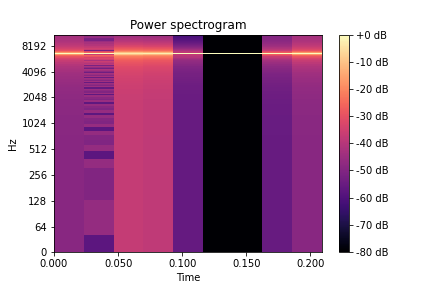 Power spectrogram
8192
4096
2048
1024
512
256
128
64
0
Hz
0.000 0.050 0.100 0.150 0.200
Time
+0 dB
-10 dB
-20 dB
-30 dB
-40 dB
-50 dB
-60 dB
-70 dB
-80 dB